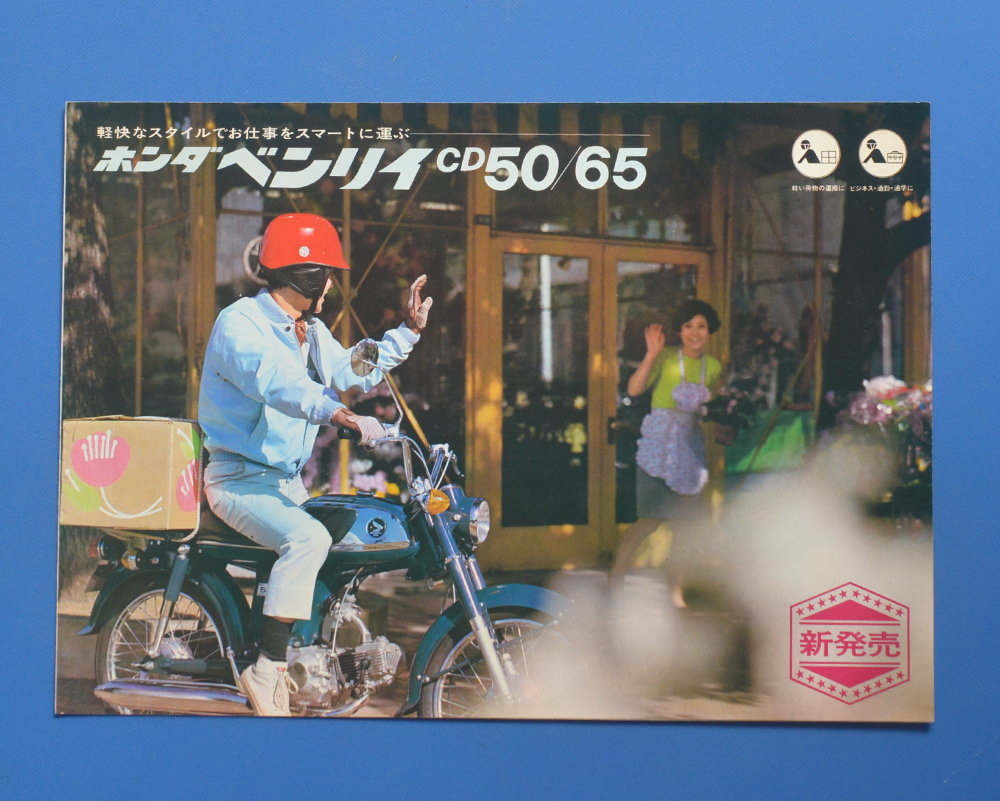 軽快なスタイルでお仕事をスマートに運ぶ
ホンダベンリイCD50/65
軽い荷物の運搬に
ビジネス・通勤・通学に
新発売